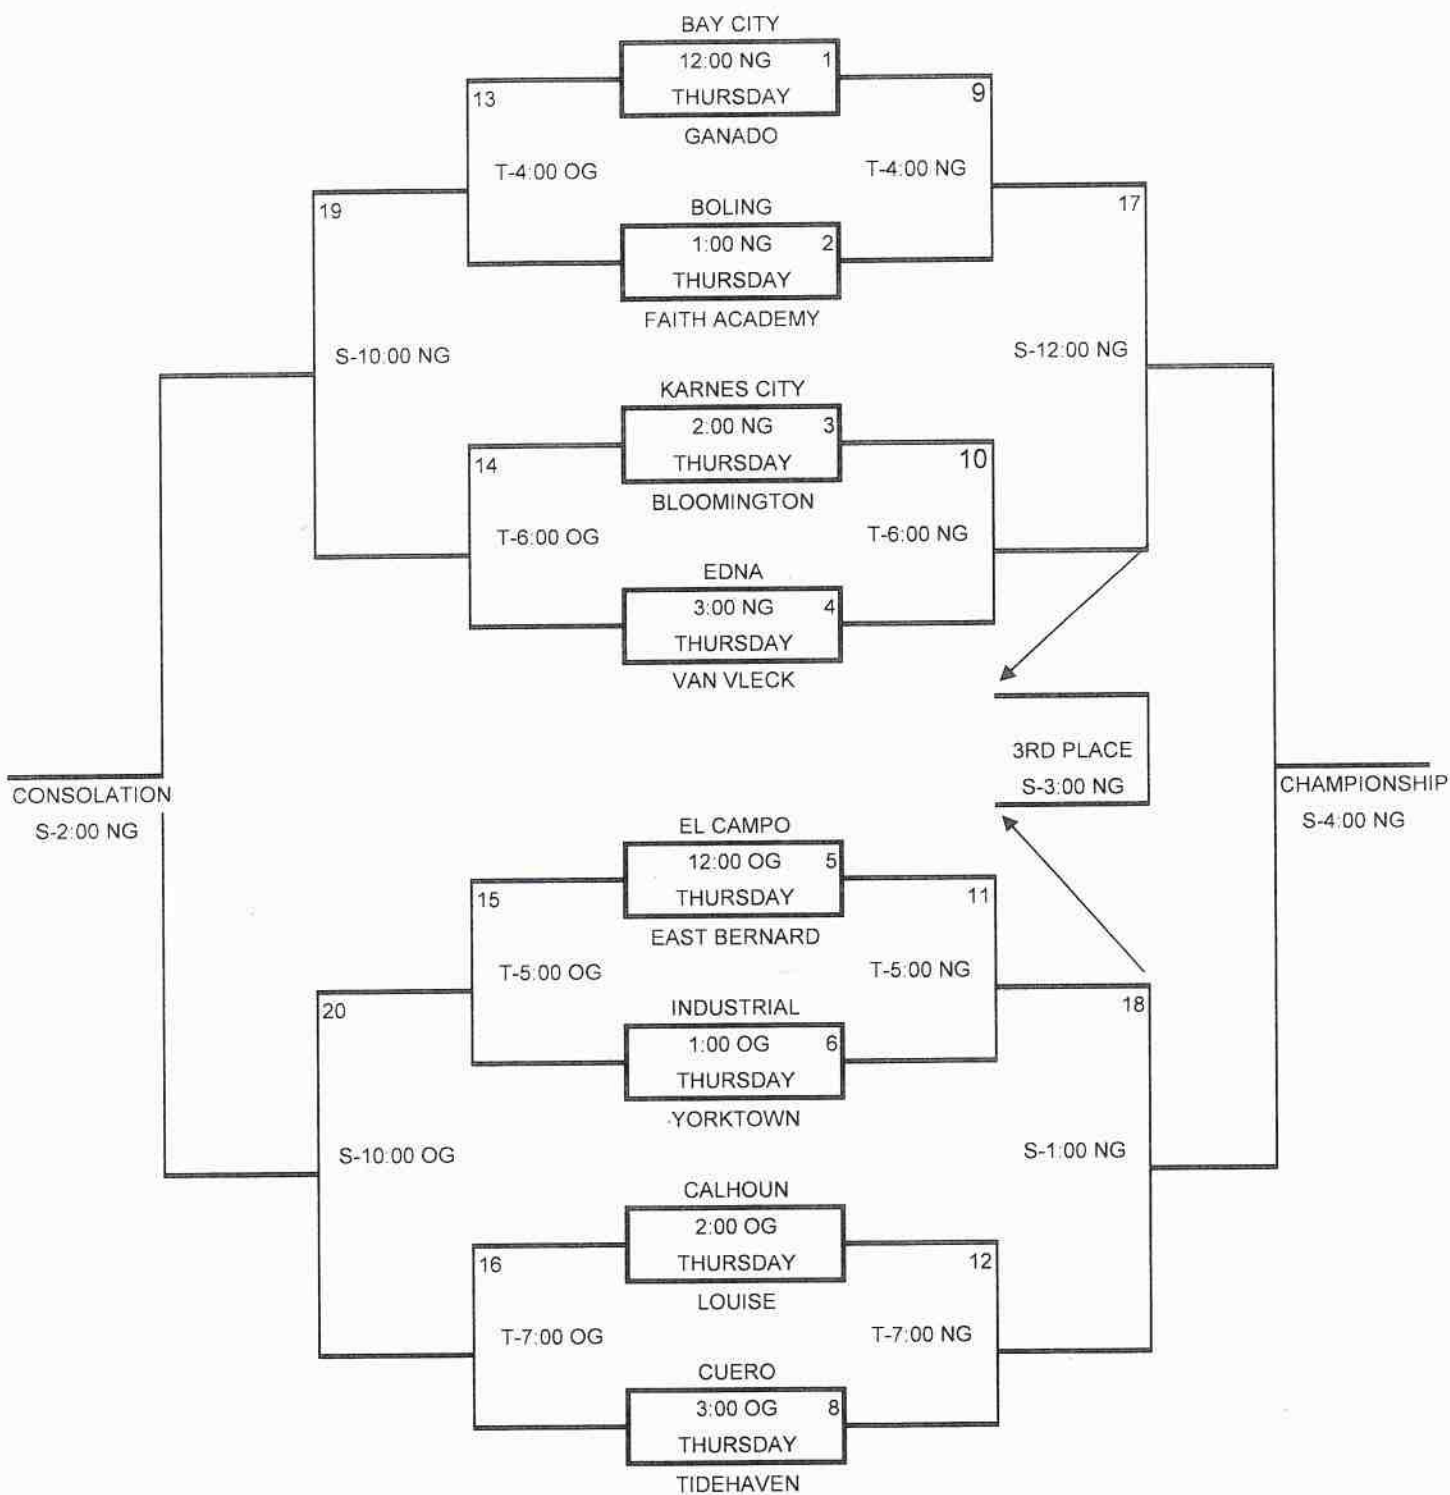 BAY CITY
12:00 NG 1
THURSDAY
GANADO
13
9
T-4:00 OG
T-4:00 NG
19
17
BOLING
1:00 NG 2
THURSDAY
FAITH ACADEMY
S-10:00 NG
S-12:00 NG
KARNES CITY
2:00 NG 3
THURSDAY
BLOOMINGTON
14
10
T-6:00 OG
T-6:00 NG
EDNA
3:00 NG 4
THURSDAY
VAN VLECK
3RD PLACE
S-3:00 NG
CONSOLATION
S-2:00 NG
CHAMPIONSHIP
S-4:00 NG
EL CAMPO
12:00 OG 5
THURSDAY
EAST BERNARD
15
11
T-5:00 OG
T-5:00 NG
20
18
INDUSTRIAL
1:00 OG 6
THURSDAY
YORKTOWN
S-10:00 OG
S-1:00 NG
CALHOUN
2:00 OG
THURSDAY
LOUISE
16
12
T-7:00 OG
T-7:00 NG
CUERO
3:00 OG 8
THURSDAY
TIDEHAVEN